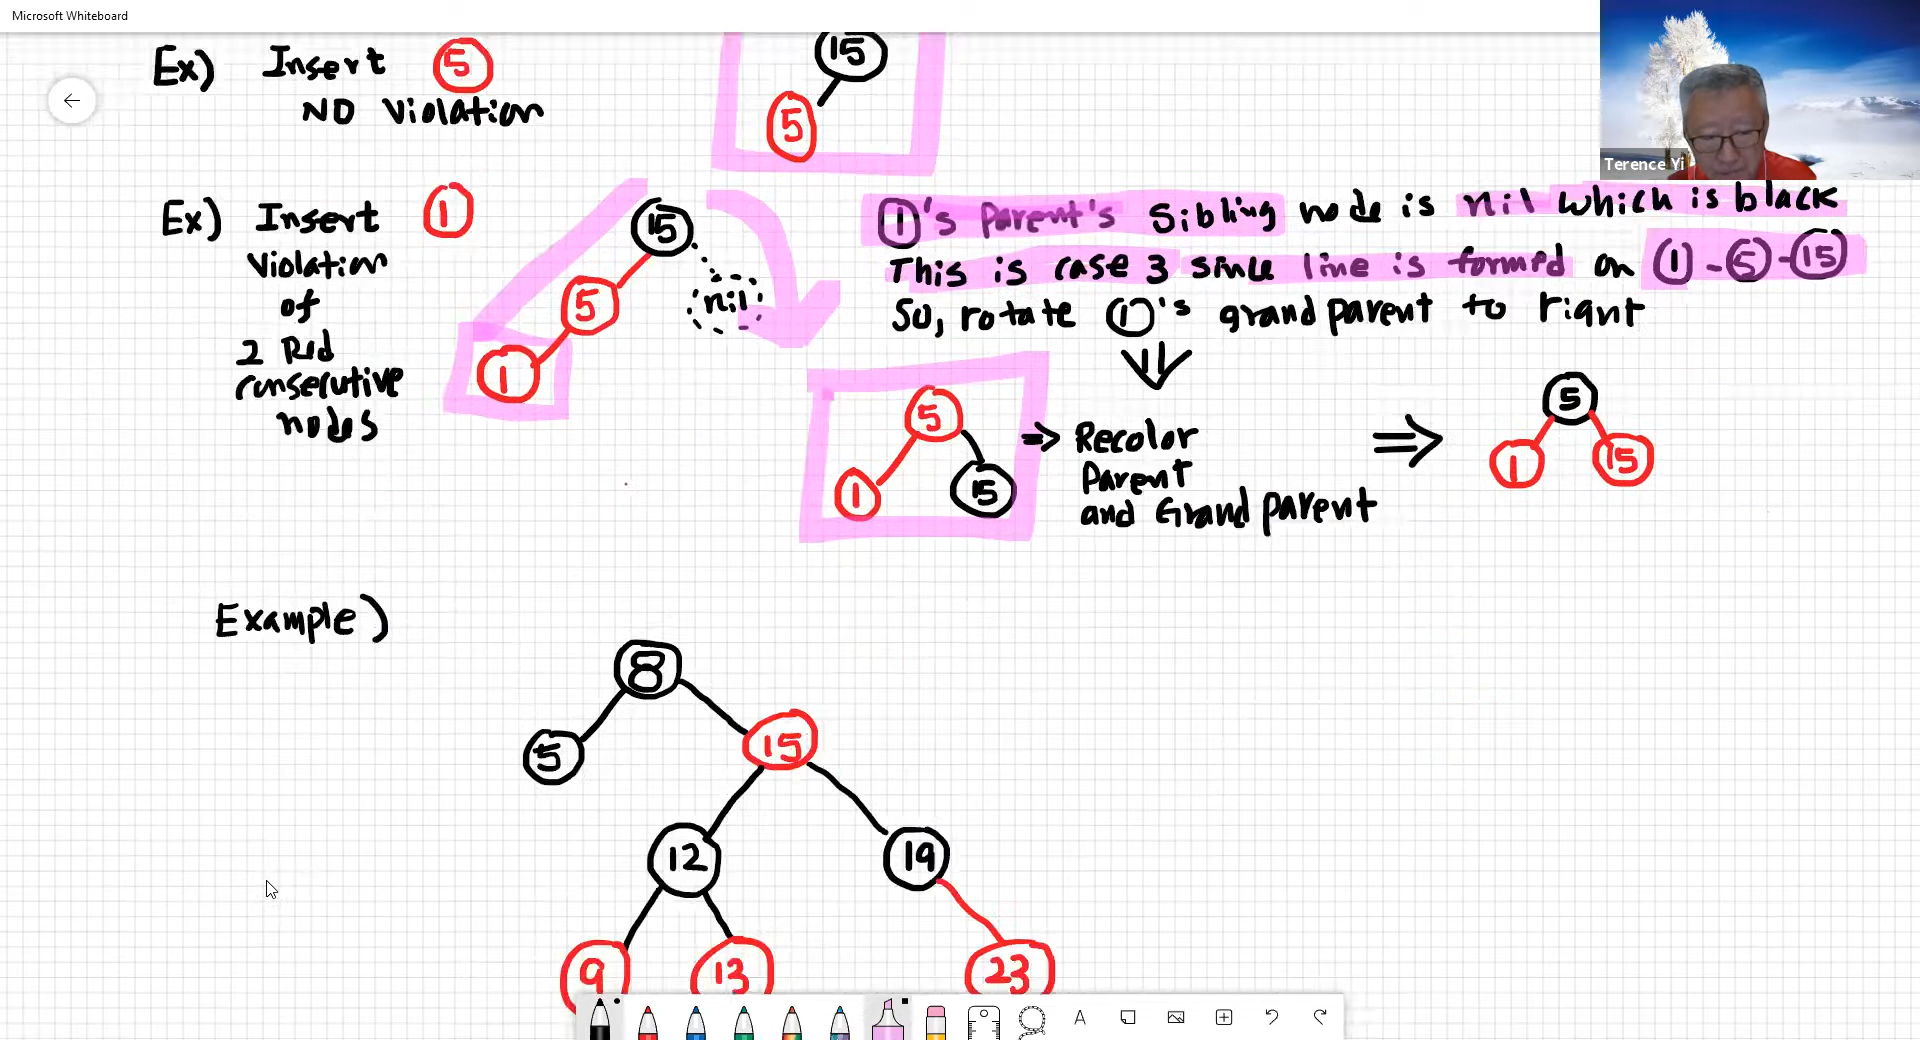 Microsoft Whiteboard
Ex) Insert 5
NO Violation
15
5
Terence Yi
Ex) Insert 1
Violation
of
2 Red
consecutive
nodes
15
5
nil
1
1's parent's sibling node is nil which is black
This is case 3 since line is formed on 1-5-15
So, rotate 1's grand parent to right
5
1
15
⇒ Recolor
Parent
and Grand parent
⇒
5
1
15
Example)
8
5
15
12
19
9
13
23
A